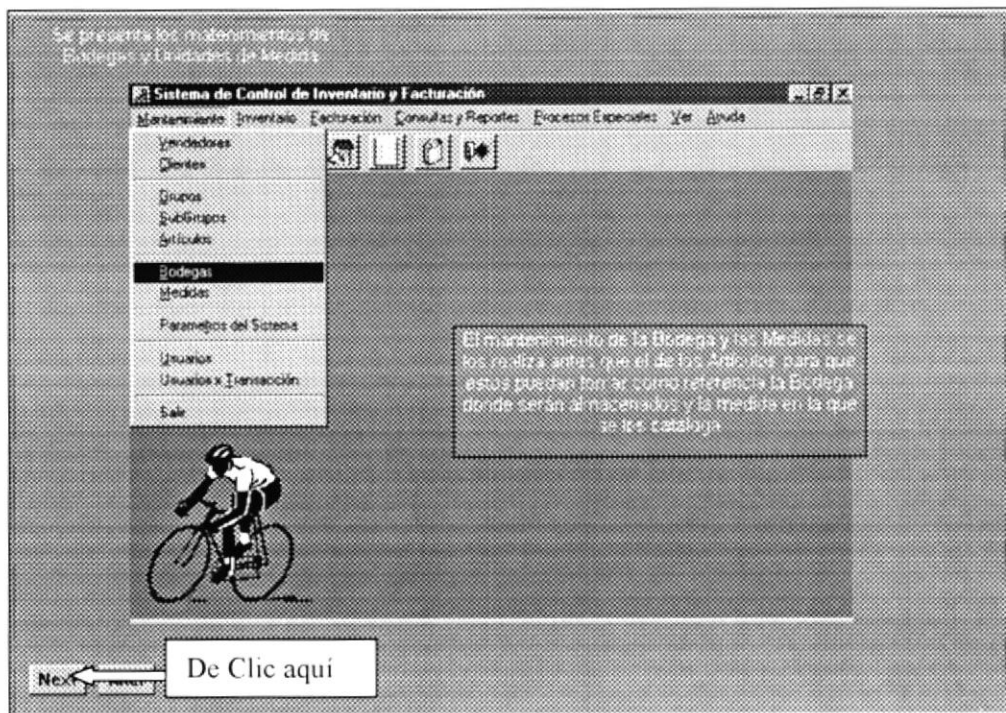 Se presenta los matenimientos de
Bodegas y Unidades de Medida
Sistema de Control de Inventario y Facturación
Mantenimiento Inventario Facturación Consultas y Reportes Procesos Especiales Ver Ayuda
Vendedores
Clientes
Grupos
SubGrupos
Artículos
Bodegas
Medidas
Parametros del Sistema
Usuarios
Usuarios x Transacción
Salir
El mantenimiento de la Bodega y las Medidas se
los realiza antes que el de los Artículos para que
estos puedan tomar como referencia la Bodega
donde serán almacenados y la medida en la que
se los cataloga
Next
De Clic aquí